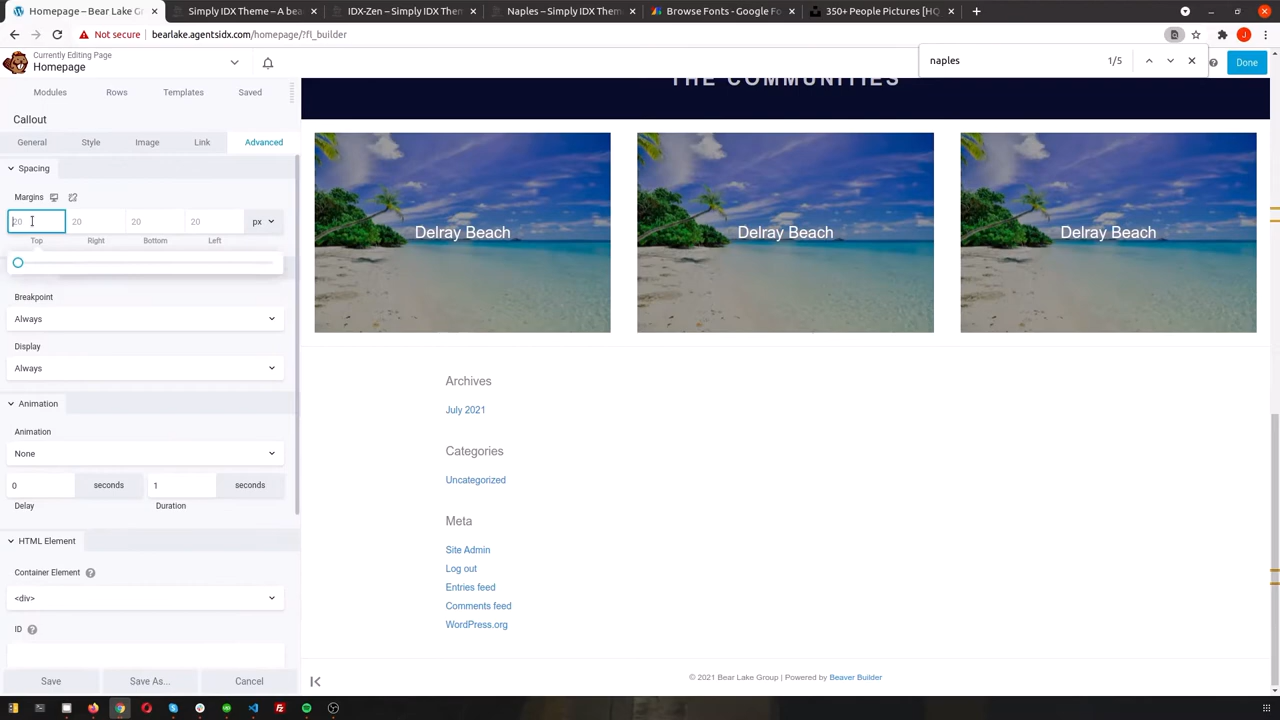 Homepage – Bear Lake Gr
Simply IDX Theme – A bea
IDX-Zen – Simply IDX Them
Naples – Simply IDX Theme
Browse Fonts - Google Fo
350+ People Pictures [HQ
Not secure
bearlake.agentsidx.com/homepage/?fl_builder
J
Currently Editing Page
Homepage
naples
1/5
Done
Modules
Rows
Templates
Saved
THE COMMUNITIES
Callout
General
Style
Image
Link
Advanced
Spacing
Margins
20
20
20
20
px
Top
Right
Bottom
Left
Delray Beach
Delray Beach
Delray Beach
Breakpoint
Always
Display
Always
Animation
Animation
None
0
seconds
1
seconds
Delay
Duration
HTML Element
Container Element
<div>
ID
Archives
July 2021
Categories
Uncategorized
Meta
Site Admin
Log out
Entries feed
Comments feed
WordPress.org
Save
Save As...
Cancel
© 2021 Bear Lake Group | Powered by Beaver Builder